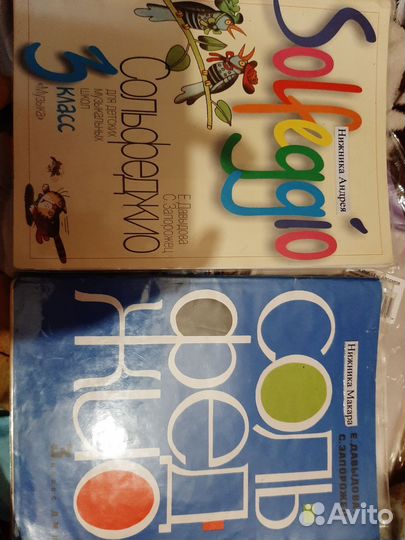 Solfeggio
Нижника Андрея
Сольфеджио
Е.Давыдова
С.Запорожец
для детских
музыкальных
школ
3 класс
«Музыка»
СОЛЬ
ФЕД-
ЖИО
Нижника Макара
Е. ДАВЫДОВА
С. ЗАПОРОЖЕ
3
Avito